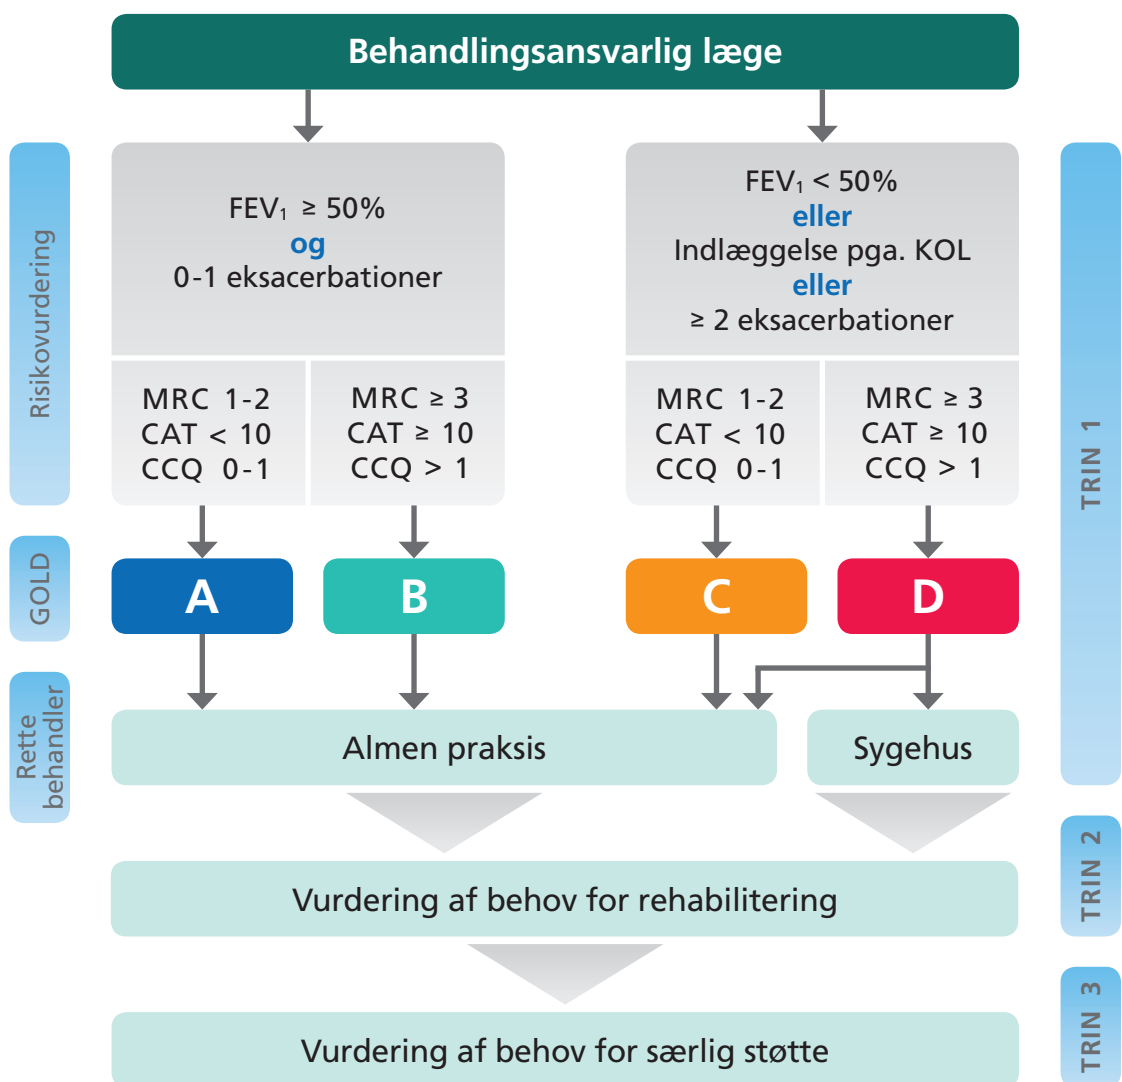 Behandlingsansvarlig læge
Risikovurdering
FEV₁ ≥ 50%
og
0-1 eksacerbationer
FEV₁ < 50%
eller
Indlæggelse pga. KOL
eller
≥ 2 eksacerbationer
MRC 1-2
CAT < 10
CCQ 0-1
MRC ≥ 3
CAT ≥ 10
CCQ > 1
MRC 1-2
CAT < 10
CCQ 0-1
MRC ≥ 3
CAT ≥ 10
CCQ > 1
TRIN 1
GOLD
A
B
C
D
Rette
behandler
Almen praksis
Sygehus
Vurdering af behov for rehabilitering
TRIN 2
Vurdering af behov for særlig støtte
TRIN 3